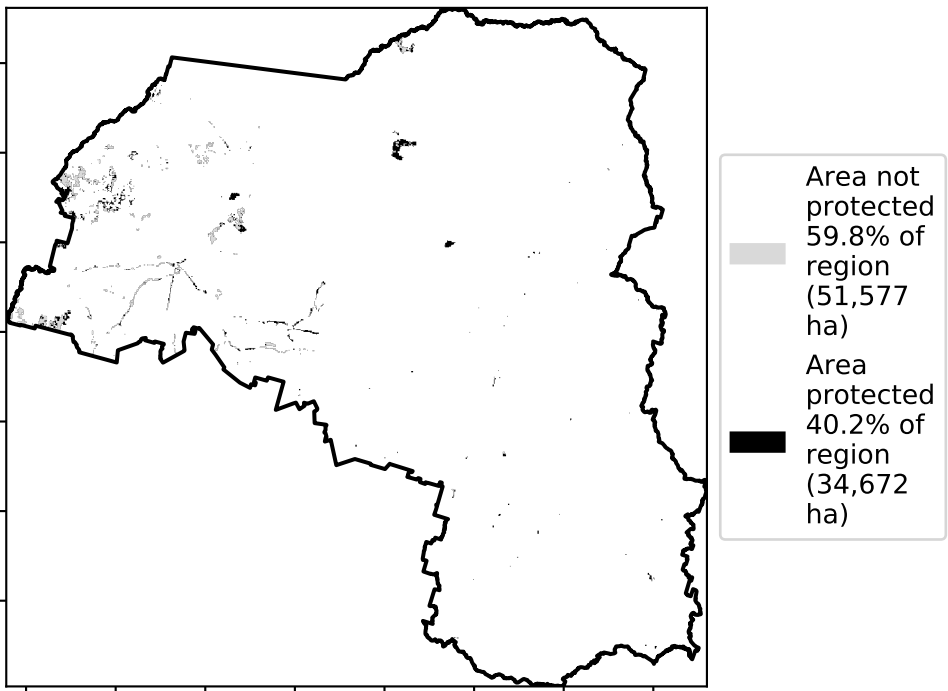 Area not
protected
59.8% of
region
(51,577
ha)
Area
protected
40.2% of
region
(34,672
ha)